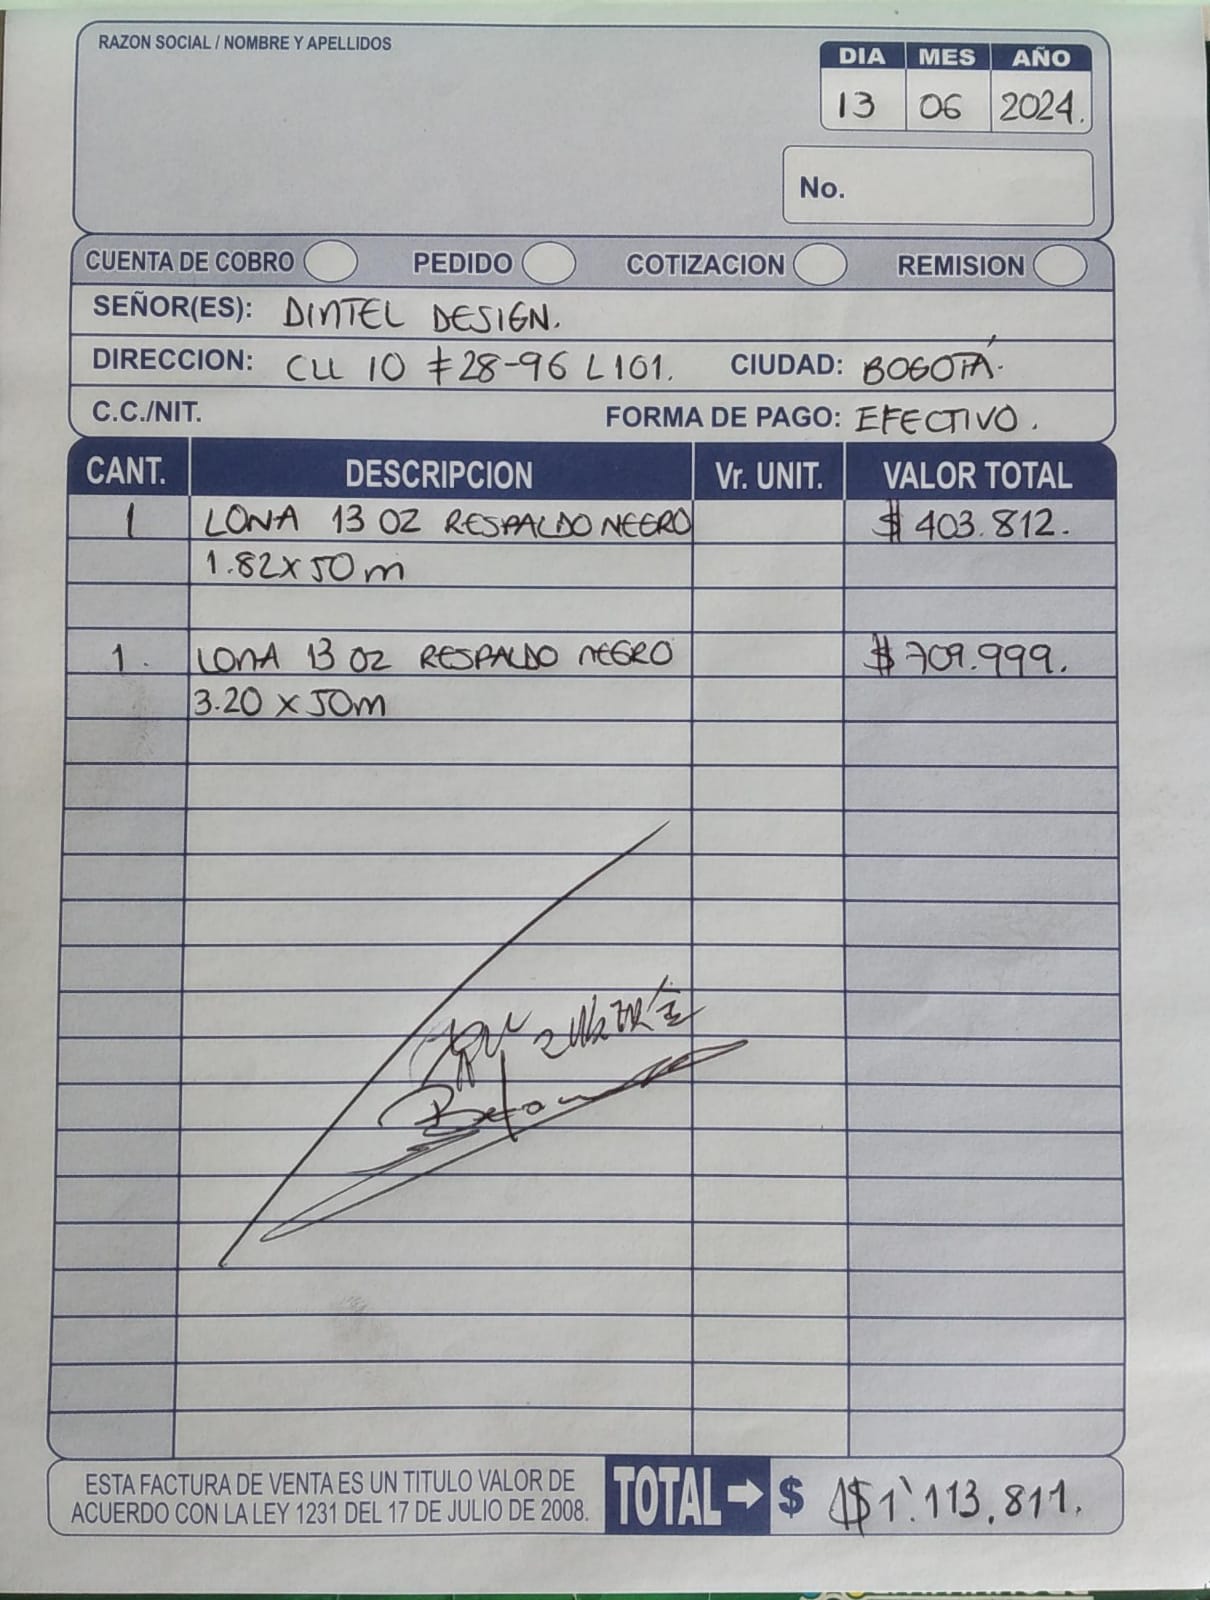 RAZON SOCIAL / NOMBRE Y APELLIDOS
DIA MES AÑO
13 06 2024.
No.
CUENTA DE COBRO PEDIDO COTIZACION REMISION
SEÑOR(ES): DINTEL DESIGN.
DIRECCION: CLL 10 #28-96 L101. CIUDAD: BOGOTÁ.
C.C./NIT. FORMA DE PAGO: EFECTIVO.
CANT. DESCRIPCION Vr. UNIT. VALOR TOTAL
1 LONA 13 OZ RESPALDO NEGRO $ 403.812.
1.82 X 50 m
1. LONA 13 OZ RESPALDO NEGRO $ 709.999.
3.20 X 50m
ESTA FACTURA DE VENTA ES UN TITULO VALOR DE
ACUERDO CON LA LEY 1231 DEL 17 DE JULIO DE 2008.
TOTAL → $ $1'113.811.